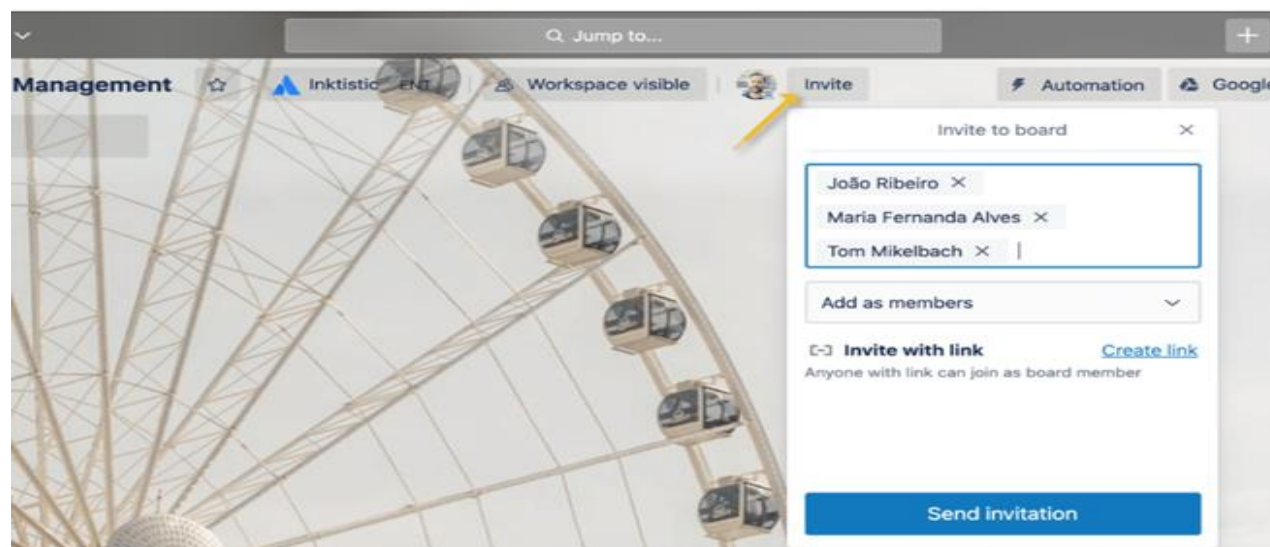 Jump to...
Management Inktistic ENT Workspace visible Invite Automation Google
Invite to board
João Ribeiro ×
Maria Fernanda Alves ×
Tom Mikelbach ×
Add as members
Invite with link Create link
Anyone with link can join as board member
Send invitation